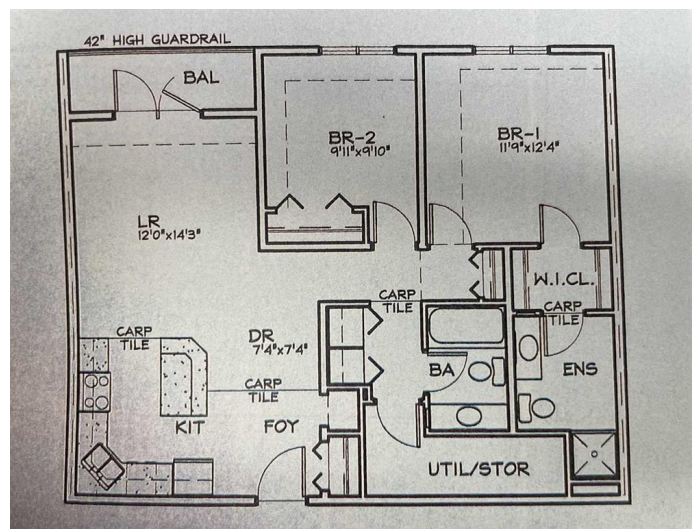 42" HIGH GUARDRAIL
BAL
BR-2
9'11"x9'10"
BR-1
11'9"x12'4"
LR
12'0"x14'3"
W.I.CL.
CARP
TILE
CARP
TILE
CARP
TILE
DR
7'4"x7'4"
BA
ENS
CARP
TILE
KIT
FOY
UTIL/STOR